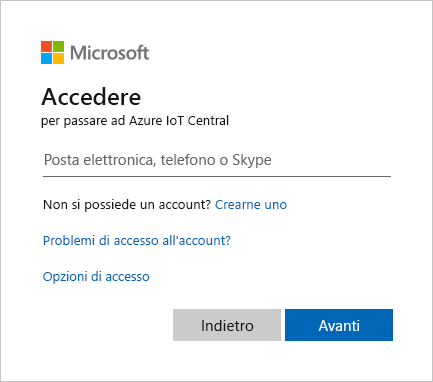 Microsoft
Accedere
per passare ad Azure IoT Central
Posta elettronica, telefono o Skype
Non si possiede un account? Crearne uno
Problemi di accesso all'account?
Opzioni di accesso
Indietro
Avanti